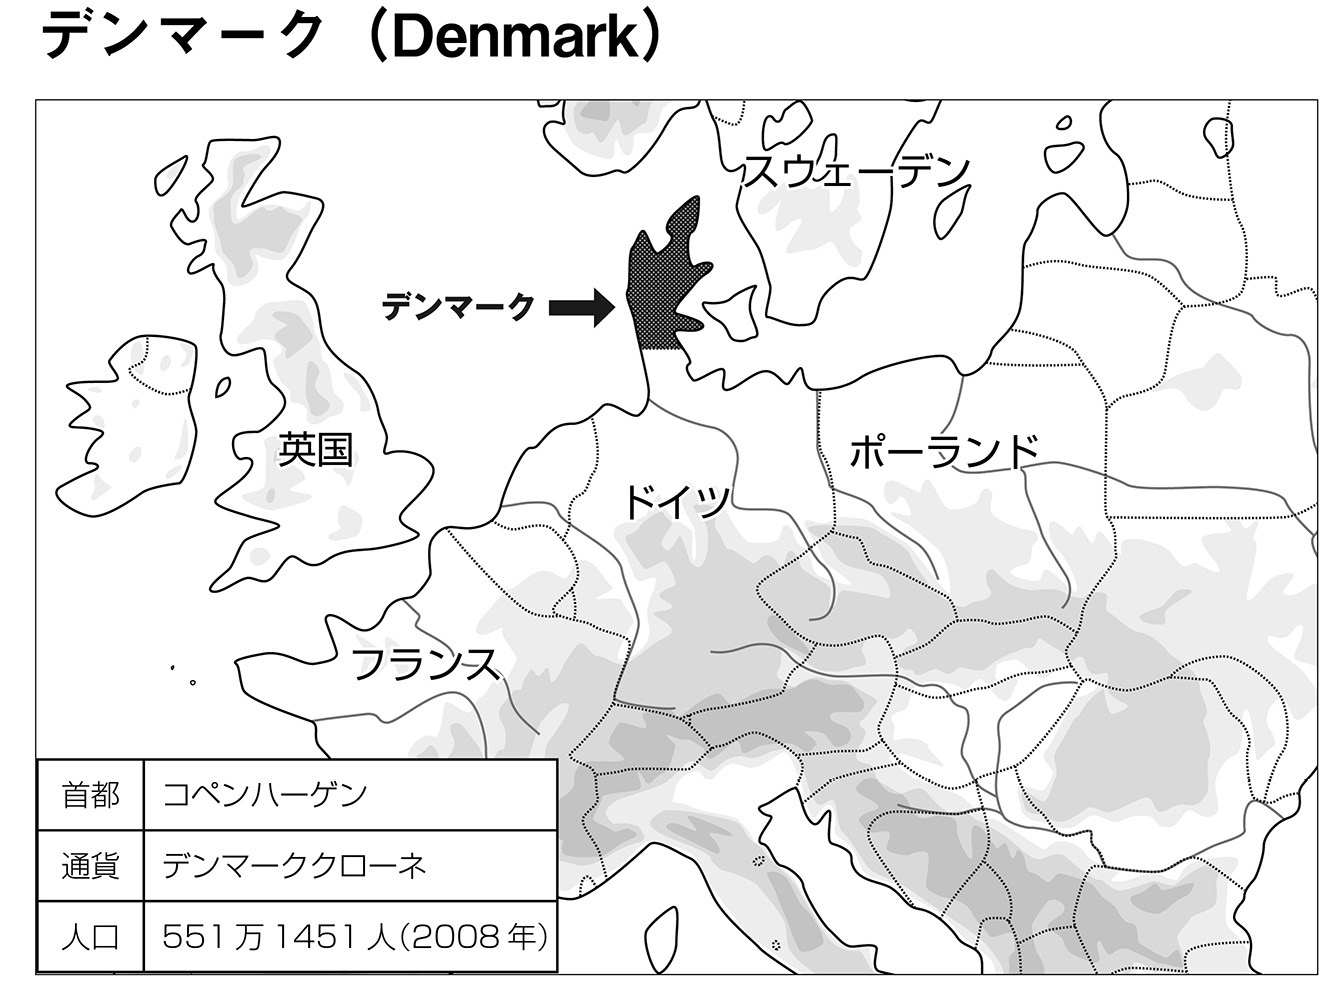 デンマーク（Denmark）
スウェーデン
デンマーク
英国
ポーランド
ドイツ
フランス
首都 コペンハーゲン
通貨 デンマーククローネ
人口 551万1451人（2008年）